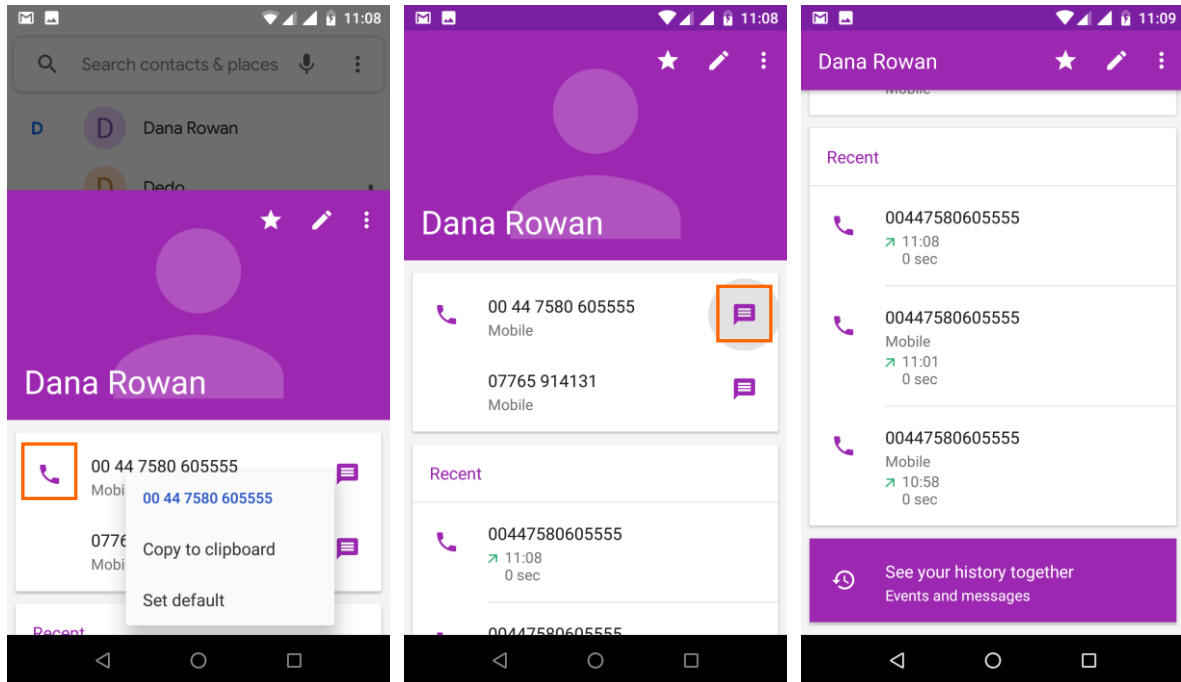 11:08
Search contacts & places
D
D
Dana Rowan
D
Dedo
Dana Rowan
00 44 7580 605555
Mobi
00 44 7580 605555
0776
Copy to clipboard
Mobi
Set default
Recent
11:08
Dana Rowan
00 44 7580 605555
Mobile
07765 914131
Mobile
Recent
00447580605555
11:08
0 sec
00447580605555
11:09
Dana Rowan
Mobile
Recent
00447580605555
11:08
0 sec
00447580605555
Mobile
11:01
0 sec
00447580605555
Mobile
10:58
0 sec
See your history together
Events and messages